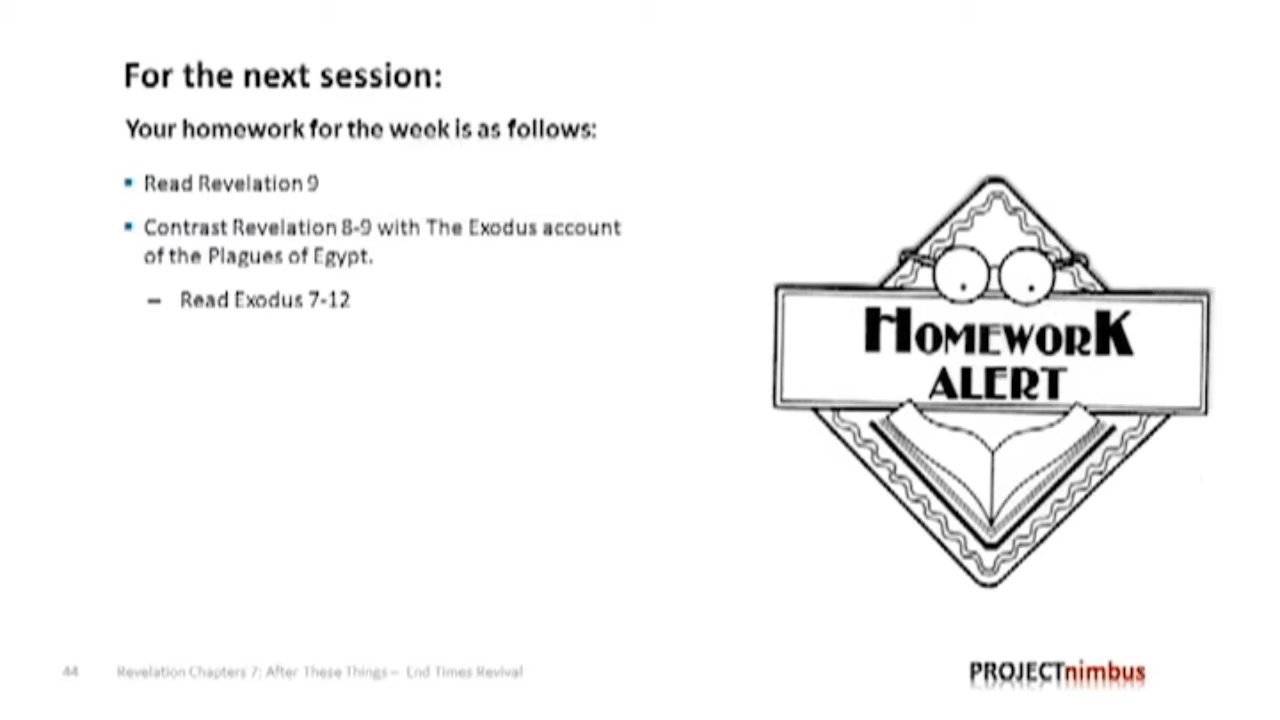 For the next session:
Your homework for the week is as follows:
▪ Read Revelation 9
▪ Contrast Revelation 8-9 with The Exodus account
of the Plagues of Egypt.
– Read Exodus 7-12
HOMEWORK
ALERT
44 Revelation Chapters 7: After These Things – End Times Revival
PROJECTnimbus